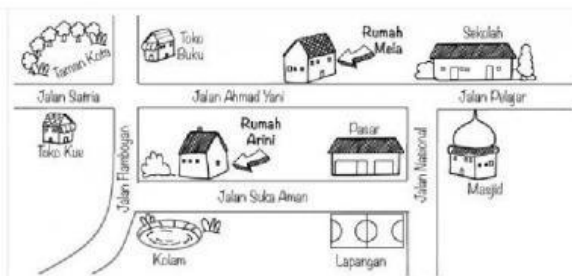 Taman Kota
Toko
Buku
Rumah
Mela
Sekolah
Jalan Satria
Jalan Ahmad Yani
Jalan Pelajar
Toko Kue
Jalan Flamboyan
Rumah
Arini
Pasar
Jalan Nasional
Masjid
Jalan Suka Aman
Kolam
Lapangan